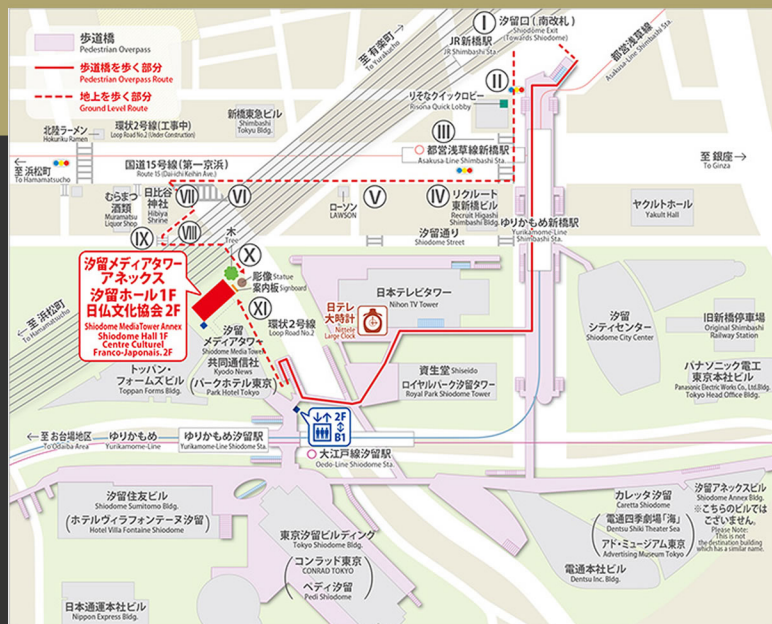 歩道橋
Pedestrian Overpass
歩道橋を歩く部分
Pedestrian Overpass Route
地上を歩く部分
Ground Level Route
至有楽町
To Yurakucho
Ⅰ
汐留口(南改札)
Shiodome Exit
(Towards Shiodome)
JR新橋駅
JR Shimbashi Sta.
都営浅草線
Asakusa-Line Shimbashi Sta.
Ⅱ
りそなクイックロビー
Risona Quick Lobby
新橋東急ビル
Shimbashi
Tokyu Bldg.
北陸ラーメン
Hokuriku Ramen
環状2号線(工事中)
Loop Road No.2 (Under Construction)
Ⅲ
都営浅草線新橋駅
Asakusa-Line Shimbashi Sta.
至浜松町
To Hamamatsucho
国道15号線(第一京浜)
Route 15 (Dai-ichi Keihin Ave.)
至銀座
To Ginza
むらまつ
酒類
Muramatsu
Liquor Shop
日比谷
神社
Hibiya
Shrine
Ⅶ
Ⅵ
ローソン
LAWSON
Ⅴ
Ⅳ
リクルート
東新橋ビル
Recruit Higashi
Shimbashi Bldg.
ゆりかもめ新橋駅
Yurikamome-Line
Shimbashi Sta.
ヤクルトホール
Yakult Hall
Ⅸ
Ⅷ
木
Tree
汐留通り
Shiodome Street
Ⅹ
汐留メディアタワー
アネックス
汐留ホール1F
日仏文化協会2F
Shiodome MediaTower Annex
Shiodome Hall 1F
Centre Culturel
Franco-Japonais.2F
彫像 Statue
案内板 Signboard
Ⅺ
日本テレビタワー
Nihon TV Tower
日テレ
大時計
Nittele
Large Clock
至浜松町
To Hamamatsucho
環状2号線
Loop Road No.2
汐留
シティセンター
Shiodome City Center
旧新橋停車場
Original Shimbashi
Railway Station
汐留
メディアタワー
Shiodome Media Tower
共同通信社
Kyodo News
(パークホテル東京)
Park Hotel Tokyo
トッパン・
フォームズビル
Toppan Forms Bldg.
資生堂 Shiseido
ロイヤルパーク汐留タワー
Royal Park Shiodome Tower
パナソニック電工
東京本社ビル
Panasonic Electric Works Co., Ltd.Bldg.
Tokyo Head Office Bldg.
2F
B1
至お台場地区
To Odaiba Area
ゆりかもめ
Yurikamome-Line
ゆりかもめ汐留駅
Yurikamome-Line Shiodome Sta.
大江戸線汐留駅
Oedo-Line Shiodome Sta.
汐留住友ビル
Shiodome Sumitomo Bldg.
(ホテルヴィラフォンテーヌ汐留)
Hotel Villa Fontaine Shiodome
東京汐留ビルディング
Tokyo Shiodome Bldg.
コンラッド東京
CONRAD TOKYO
ペディ汐留
Pedi Shiodome
カレッタ汐留
Caretta Shiodome
電通四季劇場「海」
Dentsu Shiki Theater Sea
アド・ミュージアム東京
Advertising Museum Tokyo
電通本社ビル
Dentsu Inc. Bldg.
汐留アネックスビル
Shiodome Annex Bldg.
※こちらのビルでは
ございません。
Please Note:
This is not
the destination building
which has a similar name.
日本通運本社ビル
Nippon Express Bldg.